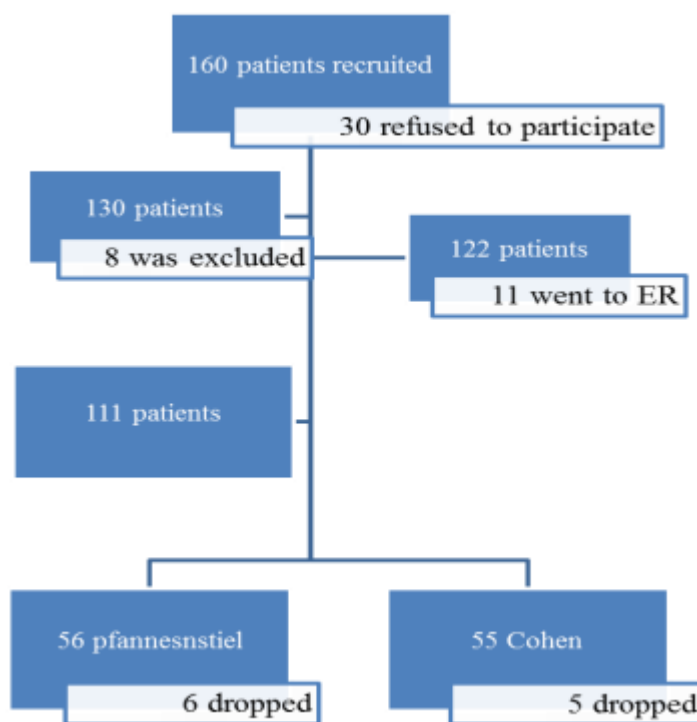 160 patients recruited
30 refused to participate
130 patients
8 was excluded
122 patients
11 went to ER
111 patients
56 pfannesnstiel
6 dropped
55 Cohen
5 dropped